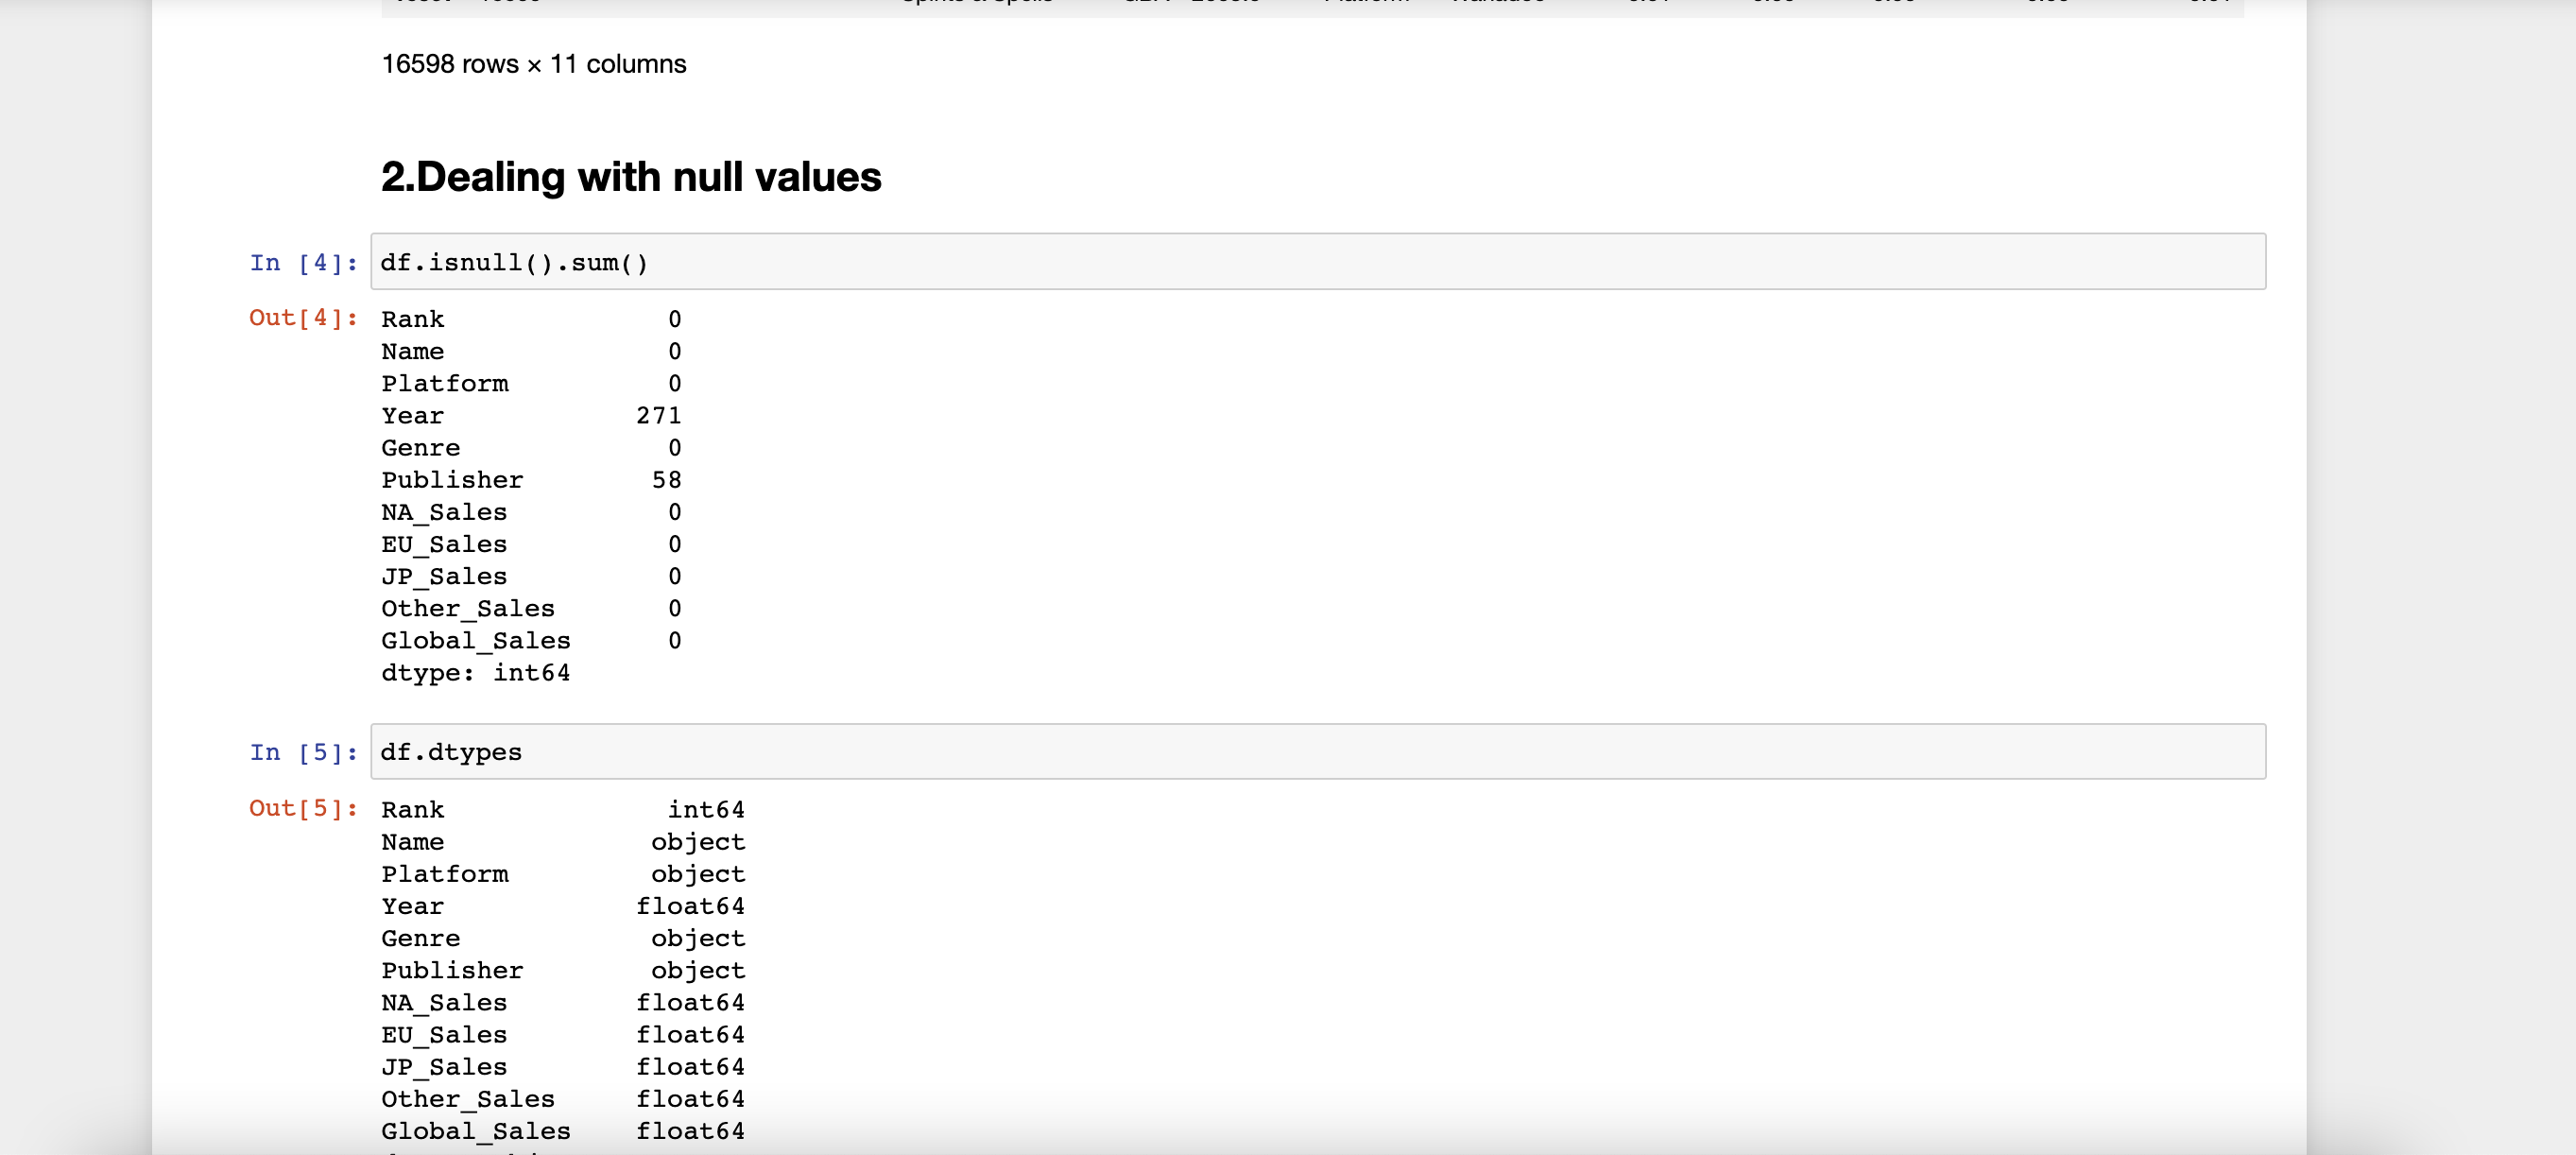 16598 rows × 11 columns
2.Dealing with null values
In [4]: df.isnull().sum()
Out[4]: Rank 0
Name 0
Platform 0
Year 271
Genre 0
Publisher 58
NA_Sales 0
EU_Sales 0
JP_Sales 0
Other_Sales 0
Global_Sales 0
dtype: int64
In [5]: df.dtypes
Out[5]: Rank int64
Name object
Platform object
Year float64
Genre object
Publisher object
NA_Sales float64
EU_Sales float64
JP_Sales float64
Other_Sales float64
Global_Sales float64